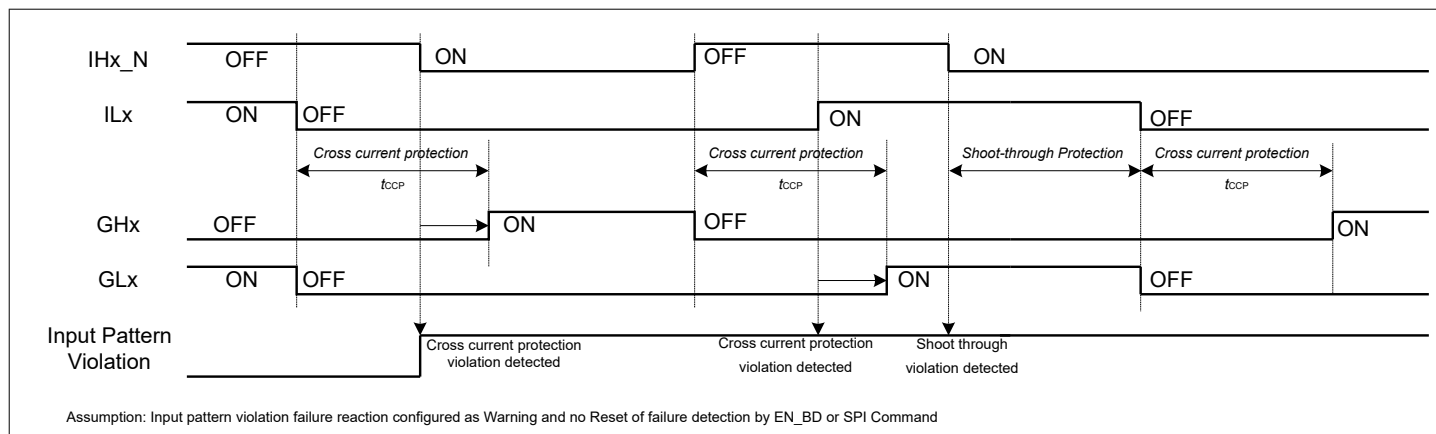 IHx_N OFF ON OFF ON
ILx ON OFF ON OFF
Cross current protection Cross current protection Shoot-through Protection Cross current protection
tCCP tCCP tCCP
GHx OFF ON OFF ON
GLx ON OFF ON OFF
Input Pattern
Violation
Cross current protection
violation detected
Cross current protection
violation detected
Shoot through
violation detected
Assumption: Input pattern violation failure reaction configured as Warning and no Reset of failure detection by EN_BD or SPI Command